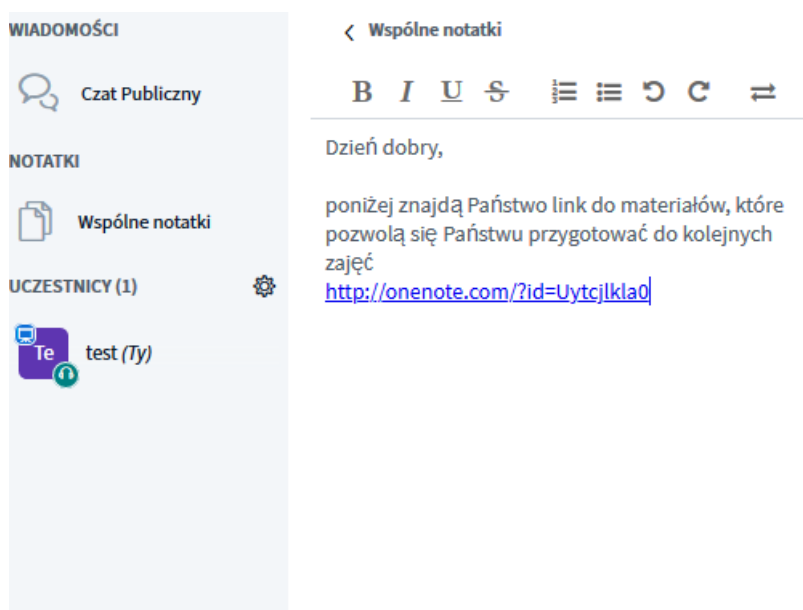 WIADOMOŚCI
Czat Publiczny
NOTATKI
Wspólne notatki
UCZESTNICY (1)
Te
test (Ty)
Wspólne notatki
B I U S
Dzień dobry,
poniżej znajdą Państwo link do materiałów, które
pozwolą się Państwu przygotować do kolejnych
zajęć
http://onenote.com/?id=Uytcjlkla0